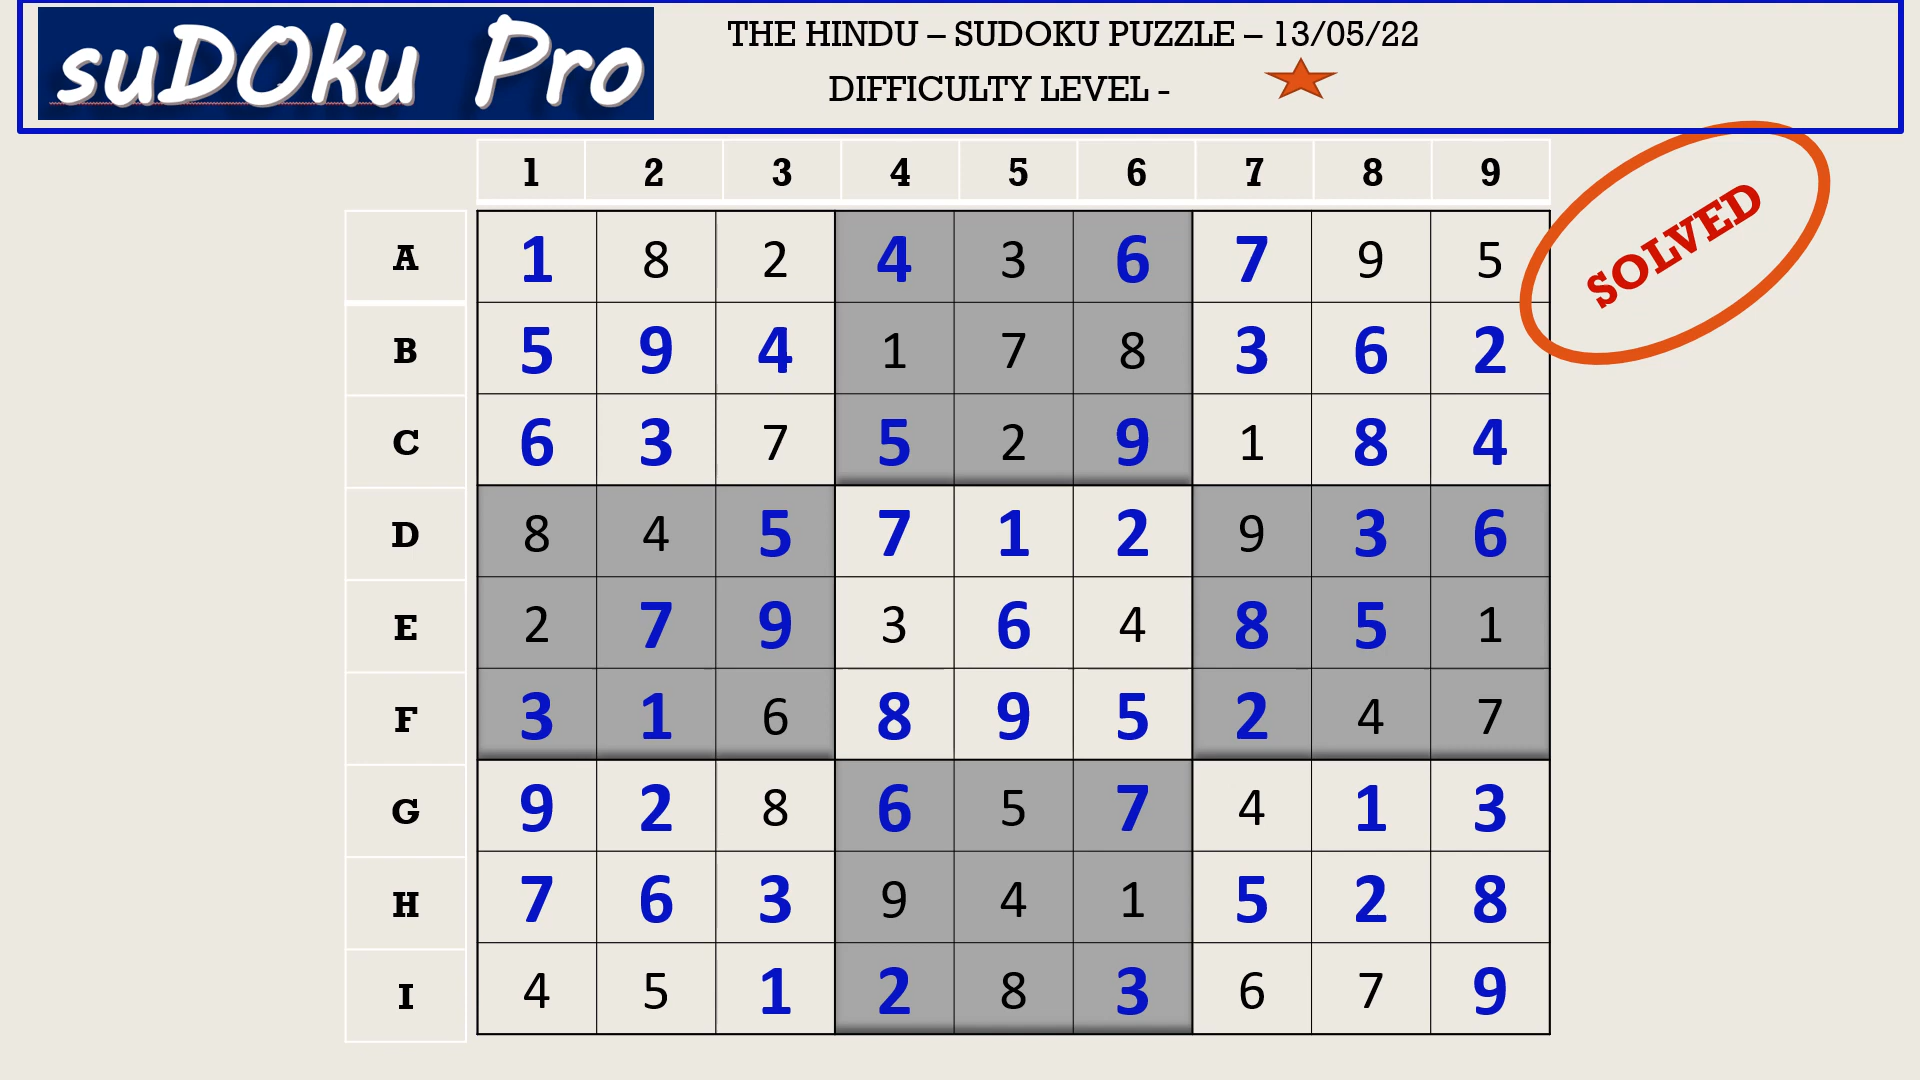 suDOku Pro
THE HINDU – SUDOKU PUZZLE – 13/05/22
DIFFICULTY LEVEL -
SOLVED
1 2 3 4 5 6 7 8 9
A 1 8 2 4 3 6 7 9 5
B 5 9 4 1 7 8 3 6 2
C 6 3 7 5 2 9 1 8 4
D 8 4 5 7 1 2 9 3 6
E 2 7 9 3 6 4 8 5 1
F 3 1 6 8 9 5 2 4 7
G 9 2 8 6 5 7 4 1 3
H 7 6 3 9 4 1 5 2 8
I 4 5 1 2 8 3 6 7 9